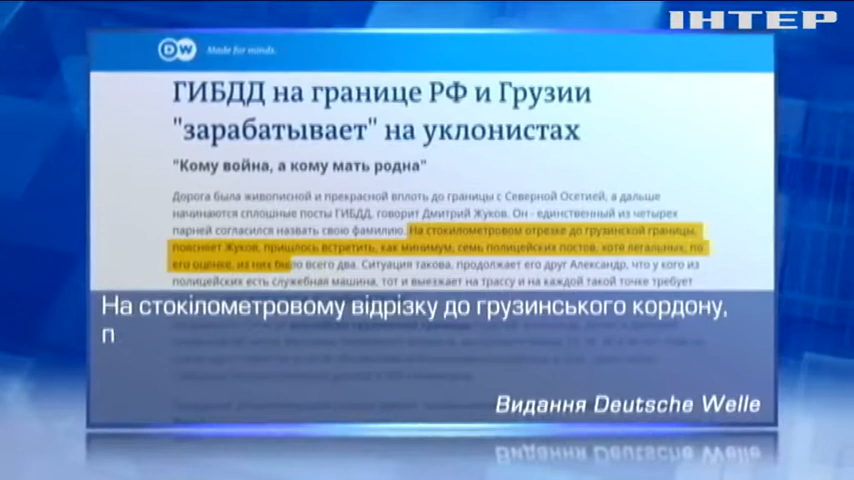 ІНТЕР
DW Made for minds.
ГИБДД на границе РФ и Грузии
"зарабатывает" на уклонистах
"Кому война, а кому мать родна"
Дорога была живописной и прекрасной вплоть до границы с Северной Осетией, а дальше
начинаются сплошные посты ГИБДД, говорит Дмитрий Жуков. Он - единственный из четырех
парней согласился назвать свою фамилию. На стокилометровом отрезке до грузинской границы,
поясняет Жуков, пришлось встретить, как минимум, семь полицейских постов, хотя легальных, по
его оценке, из них было всего два. Ситуация такова, продолжает его друг Александр, что у кого из
полицейских есть служебная машина, тот и выезжает на трассу и на каждой такой точке требует
На стокілометровому відрізку до грузинського кордону,
п
Видання Deutsche Welle